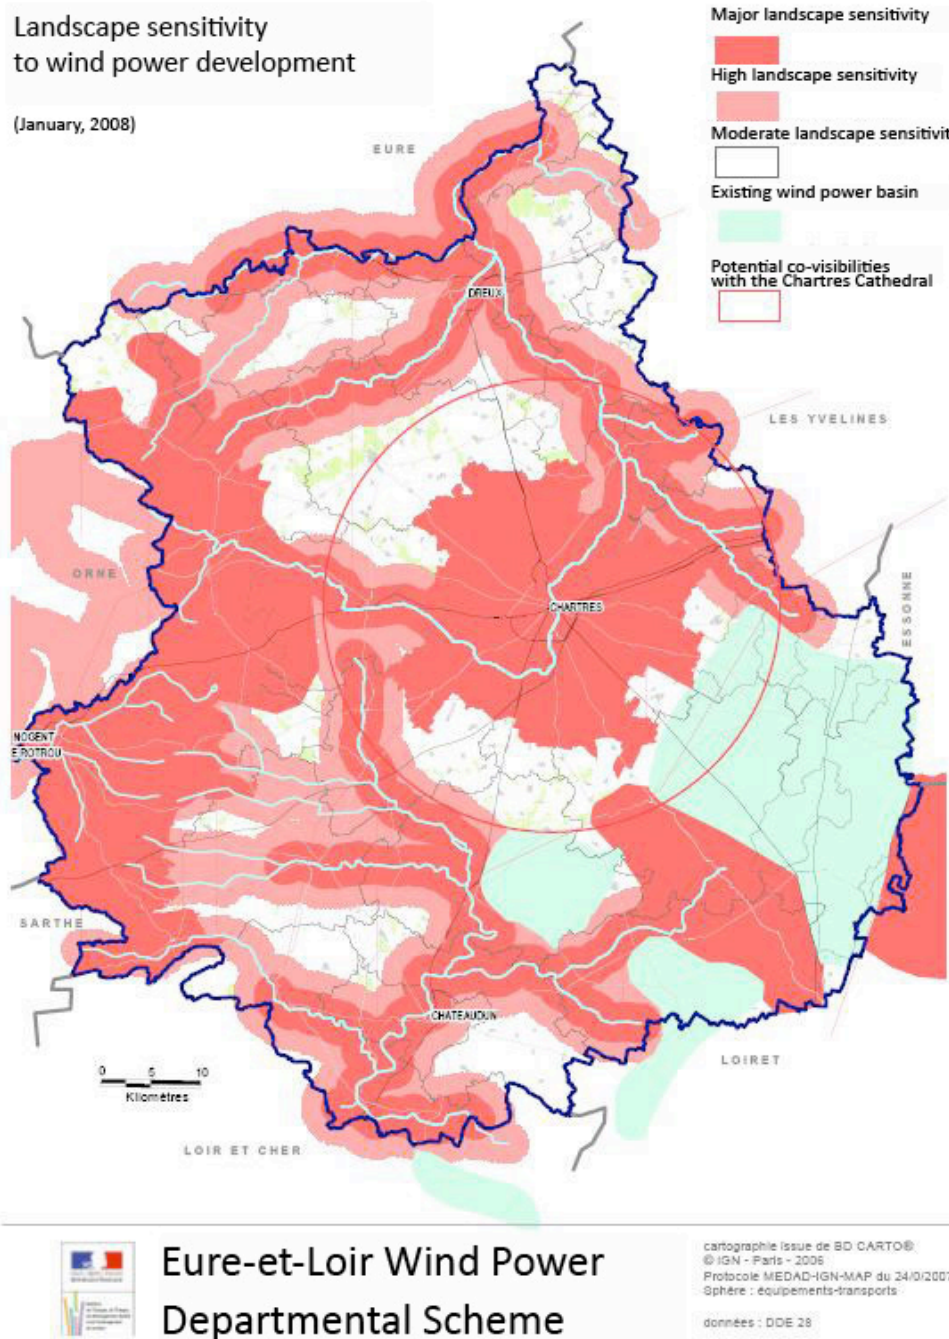 Landscape sensitivity
to wind power development
(January, 2008)
Major landscape sensitivity
High landscape sensitivity
Moderate landscape sensitivit
Existing wind power basin
Potential co-visibilities
with the Chartres Cathedral
EURE
DREUX
LES YVELINES
ORNE
CHARTRES
ESSONNE
NOGENT
E ROTROU
SARTHE
CHATEAUDUN
LOIRET
0 5 10
Kilométres
LOIR ET CHER
Eure-et-Loir Wind Power
Departmental Scheme
cartographie issue de BD CARTO®
© IGN - Paris - 2006
Protocole MEDAD-IGN-MAP du 24/0/2007
Sphère : équipements-transports
données : DDE 28